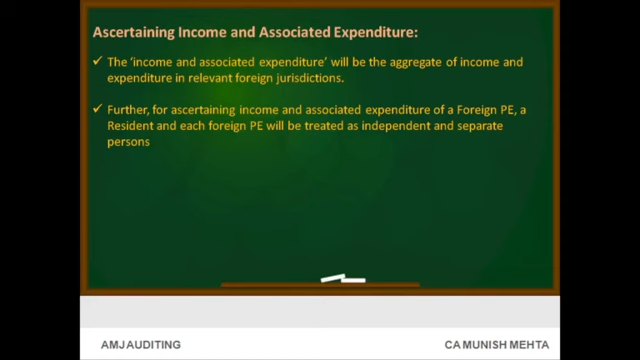 Ascertaining Income and Associated Expenditure:
✓ The 'income and associated expenditure' will be the aggregate of income and
expenditure in relevant foreign jurisdictions.
✓ Further, for ascertaining income and associated expenditure of a Foreign PE, a
Resident and each foreign PE will be treated as independent and separate
persons
AMJ AUDITING
CA MUNISH MEHTA